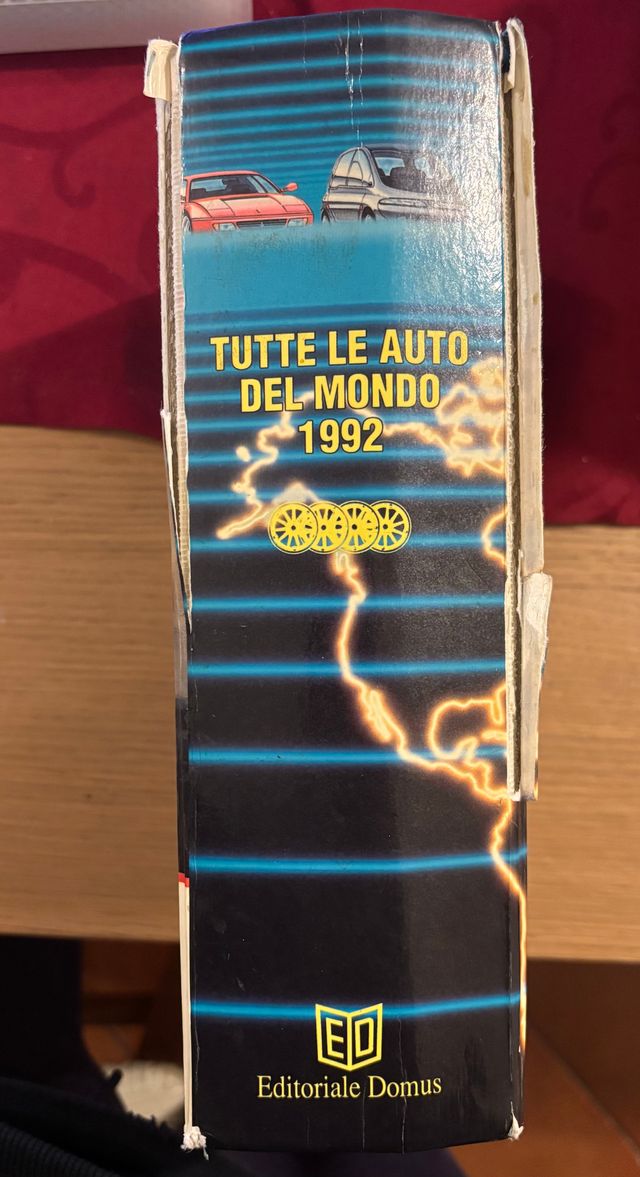 TUTTE LE AUTO
DEL MONDO
1992
ED
Editoriale Domus